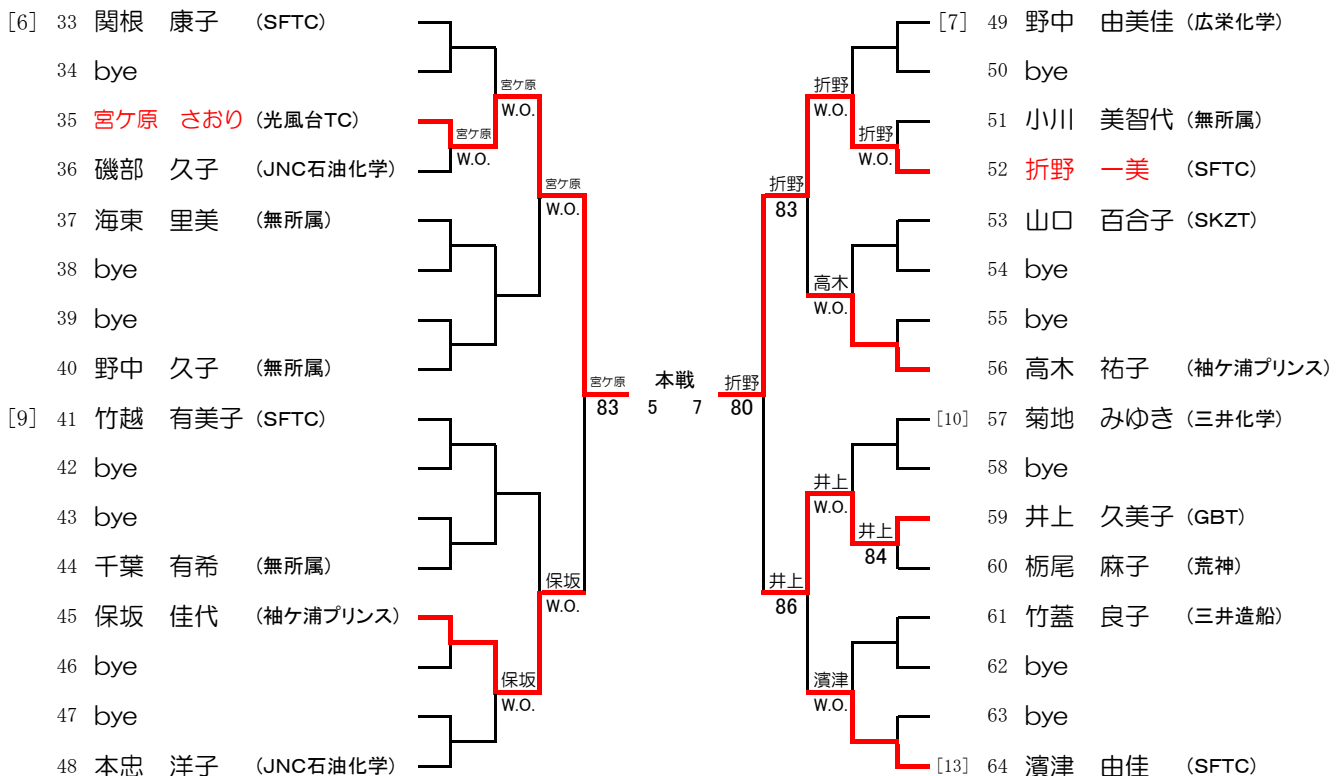 [6] 33 関根 康子 (SFTC)
34 bye
35 宮ケ原 さおり (光風台TC)
36 磯部 久子 (JNC石油化学)
37 海東 里美 (無所属)
38 bye
39 bye
40 野中 久子 (無所属)
[9] 41 竹越 有美子 (SFTC)
42 bye
43 bye
44 千葉 有希 (無所属)
45 保坂 佳代 (袖ケ浦プリンス)
46 bye
47 bye
48 本忠 洋子 (JNC石油化学)
宮ケ原
W.O.
宮ケ原
W.O.
宮ケ原
W.O.
保坂
W.O.
保坂
W.O.
宮ケ原
83
本戦
5 7
折野
80
折野
83
井上
86
折野
W.O.
高木
W.O.
井上
W.O.
濱津
W.O.
折野
W.O.
井上
84
[7] 49 野中 由美佳 (広栄化学)
50 bye
51 小川 美智代 (無所属)
52 折野 一美 (SFTC)
53 山口 百合子 (SKZT)
54 bye
55 bye
56 高木 祐子 (袖ケ浦プリンス)
[10] 57 菊地 みゆき (三井化学)
58 bye
59 井上 久美子 (GBT)
60 栃尾 麻子 (荒神)
61 竹蓋 良子 (三井造船)
62 bye
63 bye
[13] 64 濱津 由佳 (SFTC)